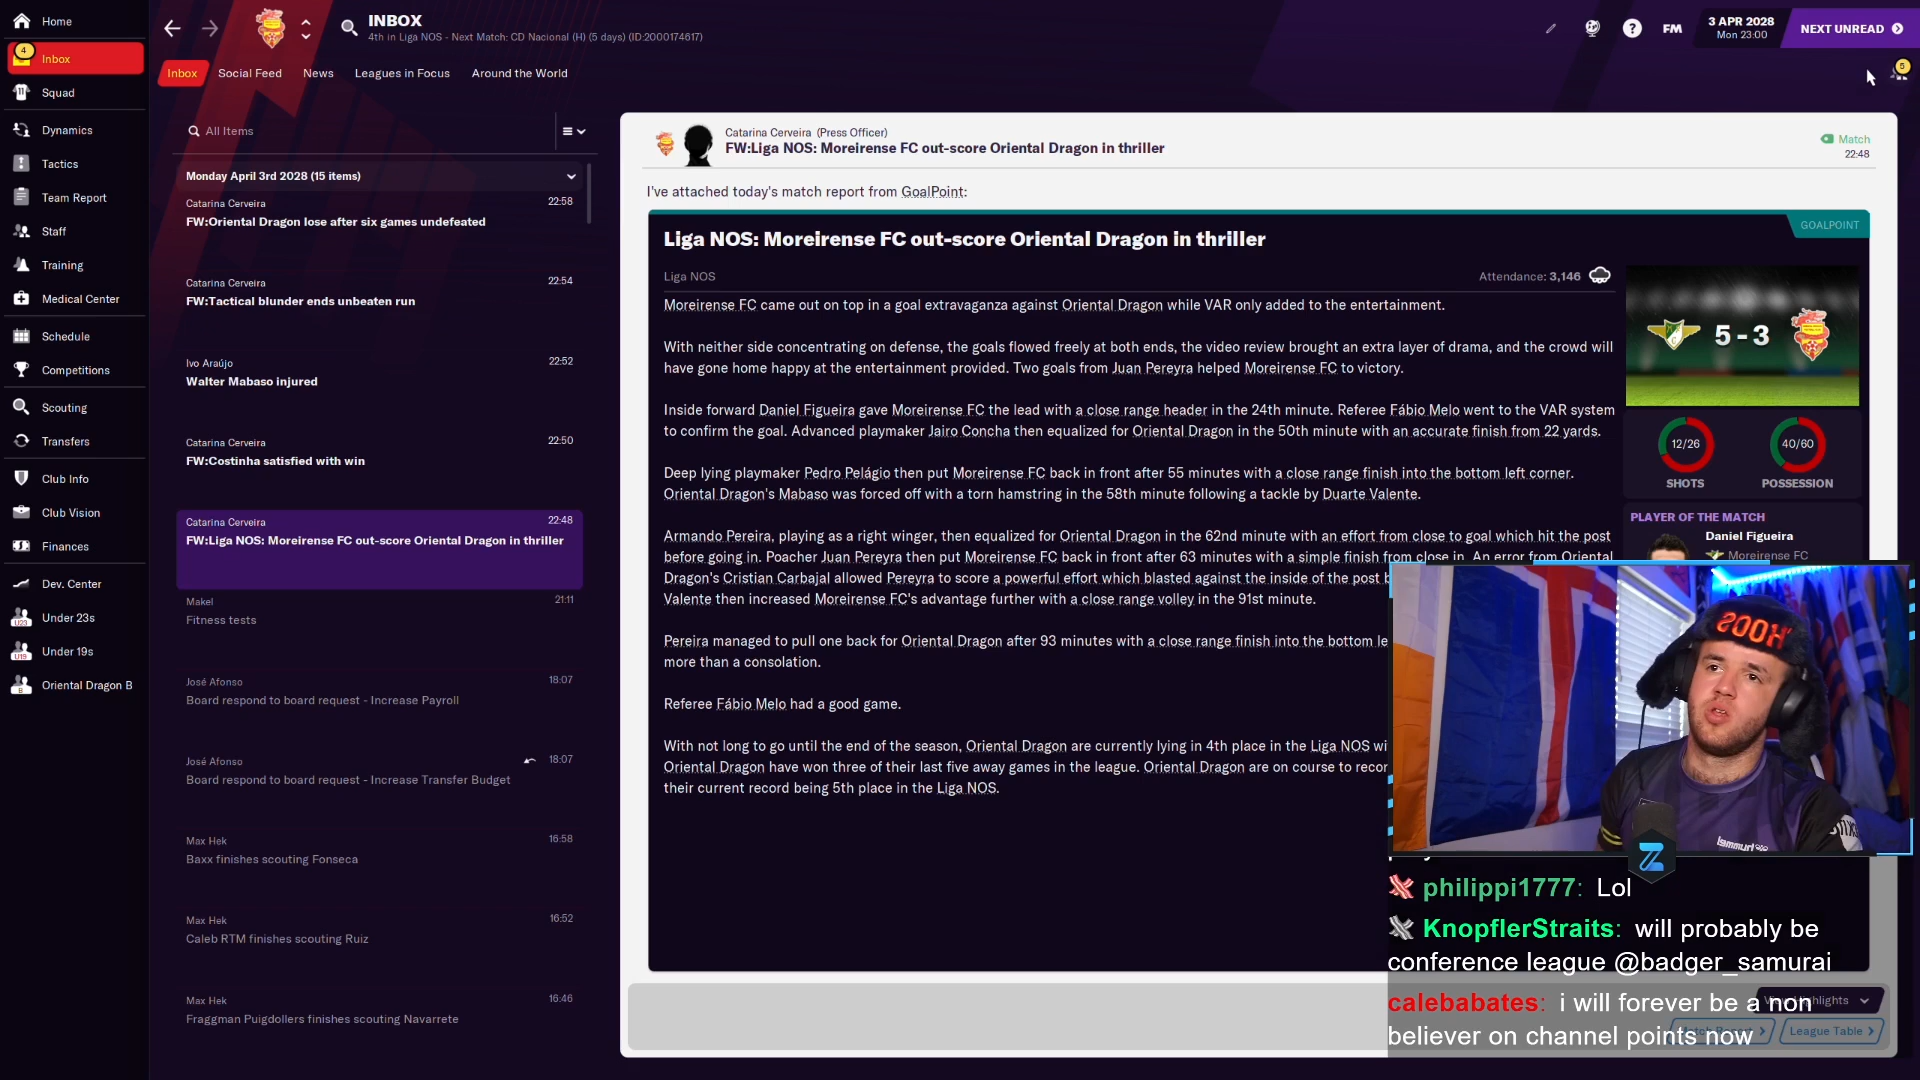 Home
INBOX
4th in Liga NOS - Next Match: CD Nacional (H) (5 days) (ID:2000174617)
FM
3 APR 2028
Mon 23:00
NEXT UNREAD
4
Inbox
Squad
Dynamics
Tactics
Team Report
Staff
Training
Medical Center
Schedule
Competitions
Scouting
Transfers
Club Info
Club Vision
Finances
Dev. Center
U23
Under 23s
U19
Under 19s
B
Oriental Dragon B
Inbox
Social Feed
News
Leagues in Focus
Around the World
5
All Items
Monday April 3rd 2028 (15 items)
Catarina Cerveira
22:58
FW:Oriental Dragon lose after six games undefeated
Catarina Cerveira
22:54
FW:Tactical blunder ends unbeaten run
Ivo Araújo
22:52
Walter Mabaso injured
Catarina Cerveira
22:50
FW:Costinha satisfied with win
Catarina Cerveira
22:48
FW:Liga NOS: Moreirense FC out-score Oriental Dragon in thriller
Makel
21:11
Fitness tests
José Afonso
18:07
Board respond to board request - Increase Payroll
José Afonso
18:07
Board respond to board request - Increase Transfer Budget
Max Hek
16:58
Baxx finishes scouting Fonseca
Max Hek
16:52
Caleb RTM finishes scouting Ruiz
Max Hek
16:46
Fraggman Puigdollers finishes scouting Navarrete
Catarina Cerveira (Press Officer)
FW:Liga NOS: Moreirense FC out-score Oriental Dragon in thriller
Match
22:48
I've attached today's match report from GoalPoint:
GOALPOINT
Liga NOS: Moreirense FC out-score Oriental Dragon in thriller
Liga NOS
Attendance: 3,146
Moreirense FC came out on top in a goal extravaganza against Oriental Dragon while VAR only added to the entertainment.
With neither side concentrating on defense, the goals flowed freely at both ends, the video review brought an extra layer of drama, and the crowd will
have gone home happy at the entertainment provided. Two goals from Juan Pereyra helped Moreirense FC to victory.
Inside forward Daniel Figueira gave Moreirense FC the lead with a close range header in the 24th minute. Referee Fábio Melo went to the VAR system
to confirm the goal. Advanced playmaker Jairo Concha then equalized for Oriental Dragon in the 50th minute with an accurate finish from 22 yards.
Deep lying playmaker Pedro Pelágio then put Moreirense FC back in front after 55 minutes with a close range finish into the bottom left corner.
Oriental Dragon's Mabaso was forced off with a torn hamstring in the 58th minute following a tackle by Duarte Valente.
Armando Pereira, playing as a right winger, then equalized for Oriental Dragon in the 62nd minute with an effort from close to goal which hit the post
before going in. Poacher Juan Pereyra then put Moreirense FC back in front after 63 minutes with a simple finish from close in. An error from Oriental
Dragon's Cristian Carbajal allowed Pereyra to score a powerful effort which blasted against the inside of the post
Valente then increased Moreirense FC's advantage further with a close range volley in the 91st minute.
Pereira managed to pull one back for Oriental Dragon after 93 minutes with a close range finish into the bottom le
more than a consolation.
Referee Fábio Melo had a good game.
With not long to go until the end of the season, Oriental Dragon are currently lying in 4th place in the Liga NOS wi
Oriental Dragon have won three of their last five away games in the league. Oriental Dragon are on course to recor
their current record being 5th place in the Liga NOS.
5 - 3
12/26
SHOTS
40/60
POSSESSION
PLAYER OF THE MATCH
Daniel Figueira
Moreirense FC
philippi1777: Lol
KnopflerStraits: will probably be
conference league @badger_samurai
calebabates: i will forever be a non
believer on channel points now
League Table